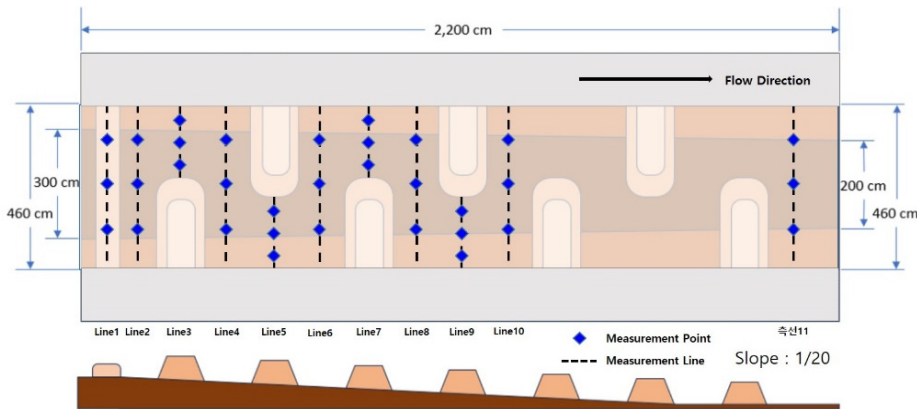 2,200 cm
Flow Direction
300 cm
460 cm
200 cm
460 cm
Line1 Line2 Line3 Line4 Line5 Line6 Line7 Line8 Line9 Line10 측선11
Measurement Point
Measurement Line
Slope : 1/20